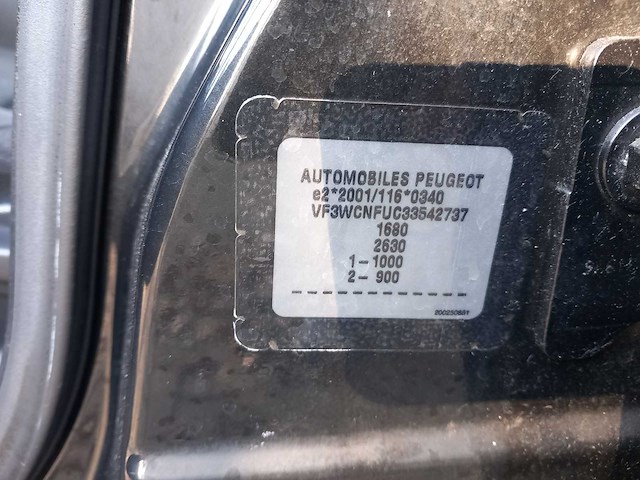 AUTOMOBILES PEUGEOT
e2*2001/116*0340
VF3WCNFUC33542737
1680
2630
1- 1000
2- 900